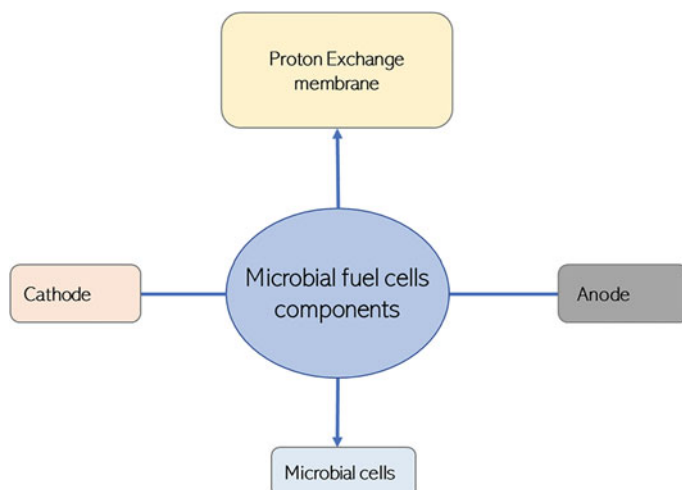 Proton Exchange
membrane
Cathode
Microbial fuel cells
components
Anode
Microbial cells